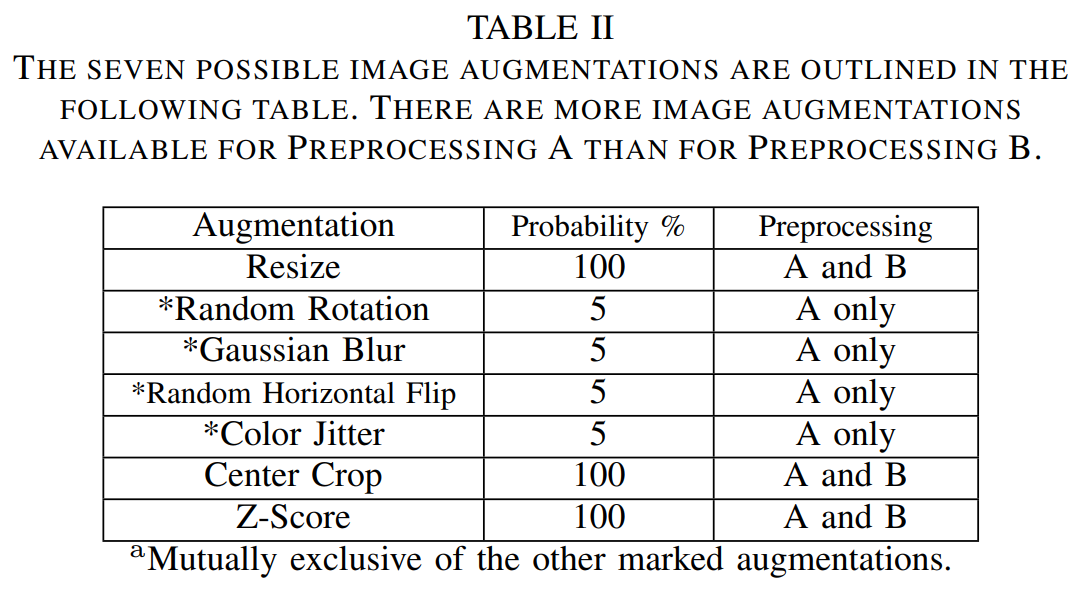 TABLE II
THE SEVEN POSSIBLE IMAGE AUGMENTATIONS ARE OUTLINED IN THE
FOLLOWING TABLE. THERE ARE MORE IMAGE AUGMENTATIONS
AVAILABLE FOR PREPROCESSING A THAN FOR PREPROCESSING B.
Augmentation Probability % Preprocessing
Resize 100 A and B
*Random Rotation 5 A only
*Gaussian Blur 5 A only
*Random Horizontal Flip 5 A only
*Color Jitter 5 A only
Center Crop 100 A and B
Z-Score 100 A and B
ᵃMutually exclusive of the other marked augmentations.